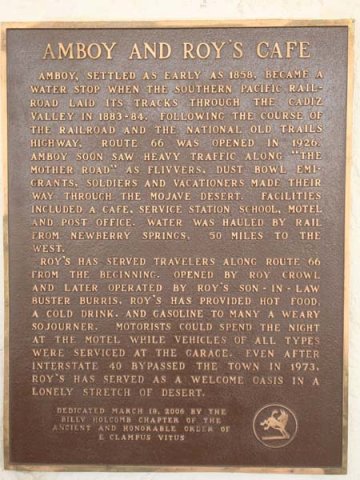 AMBOY AND ROY'S CAFE
AMBOY, SETTLED AS EARLY AS 1858, BECAME A
WATER STOP WHEN THE SOUTHERN PACIFIC RAIL-
ROAD LAID ITS TRACKS THROUGH THE CADIZ
VALLEY IN 1883-84. FOLLOWING THE COURSE OF
THE RAILROAD AND THE NATIONAL OLD TRAILS
HIGHWAY, ROUTE 66 WAS OPENED IN 1926.
AMBOY SOON SAW HEAVY TRAFFIC ALONG "THE
MOTHER ROAD" AS FLIVVERS, DUST BOWL EMI-
GRANTS, SOLDIERS AND VACATIONERS MADE THEIR
WAY THROUGH THE MOJAVE DESERT. FACILITIES
INCLUDED A CAFE, SERVICE STATION, SCHOOL, MOTEL
AND POST OFFICE. WATER WAS HAULED BY RAIL
FROM NEWBERRY SPRINGS, 50 MILES TO THE
WEST.
ROY'S HAS SERVED TRAVELERS ALONG ROUTE 66
FROM THE BEGINNING. OPENED BY ROY CROWL
AND LATER OPERATED BY ROY'S SON-IN-LAW
BUSTER BURRIS, ROY'S HAS PROVIDED HOT FOOD,
A COLD DRINK, AND GASOLINE TO MANY A WEARY
SOJOURNER. MOTORISTS COULD SPEND THE NIGHT
AT THE MOTEL WHILE VEHICLES OF ALL TYPES
WERE SERVICED AT THE GARAGE. EVEN AFTER
INTERSTATE 40 BYPASSED THE TOWN IN 1973,
ROY'S HAS SERVED AS A WELCOME OASIS IN A
LONELY STRETCH OF DESERT.
DEDICATED MARCH 18, 2006 BY THE
BILLY HOLCOMB CHAPTER OF THE
ANCIENT AND HONORABLE ORDER OF
E CLAMPUS VITUS